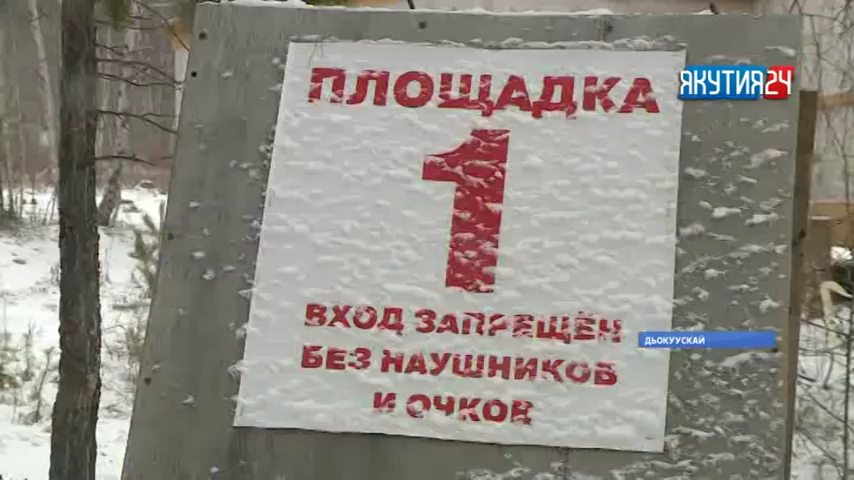 ПЛОЩАДКА
ЯКУТИЯ24
1
ВХОД ЗАПРЕЩЁН
ДЬОКУУСКАЙ
БЕЗ НАУШНИКОВ
И ОЧКОВ